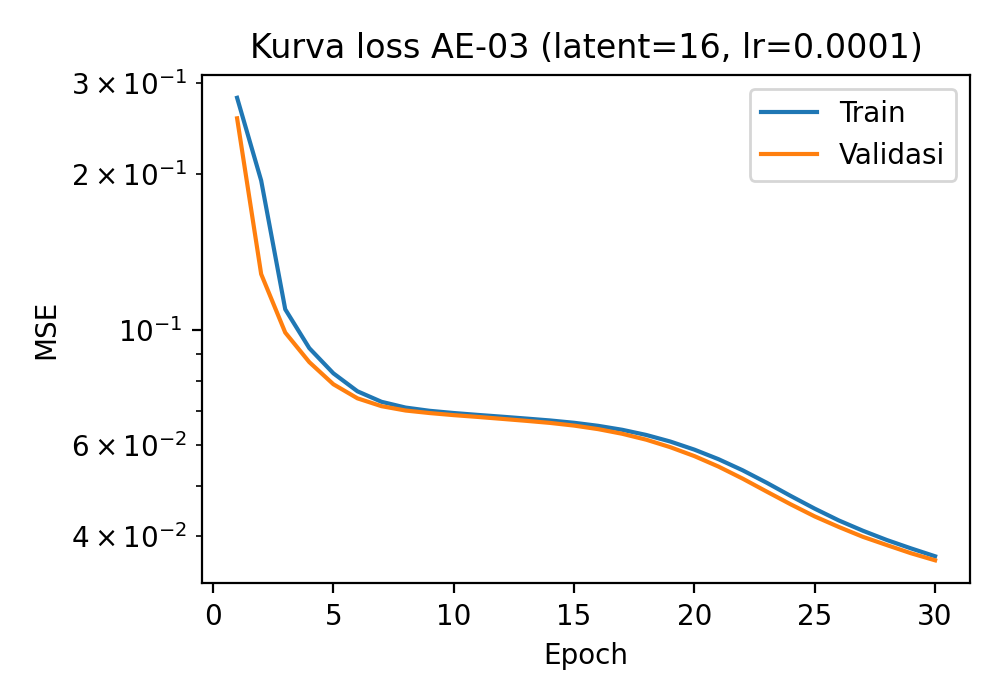 Kurva loss AE-03 (latent=16, lr=0.0001)
Train
Validasi
MSE
3 × 10⁻¹
2 × 10⁻¹
10⁻¹
6 × 10⁻²
4 × 10⁻²
0 5 10 15 20 25 30
Epoch